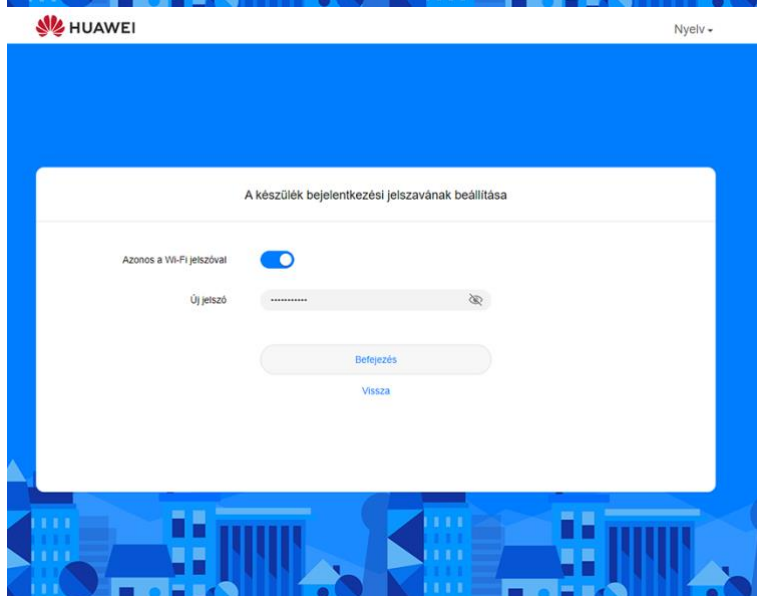 HUAWEI
Nyelv
A készülék bejelentkezési jelszavának beállítása
Azonos a Wi-Fi jelszóval
Új jelszó
Befejezés
Vissza